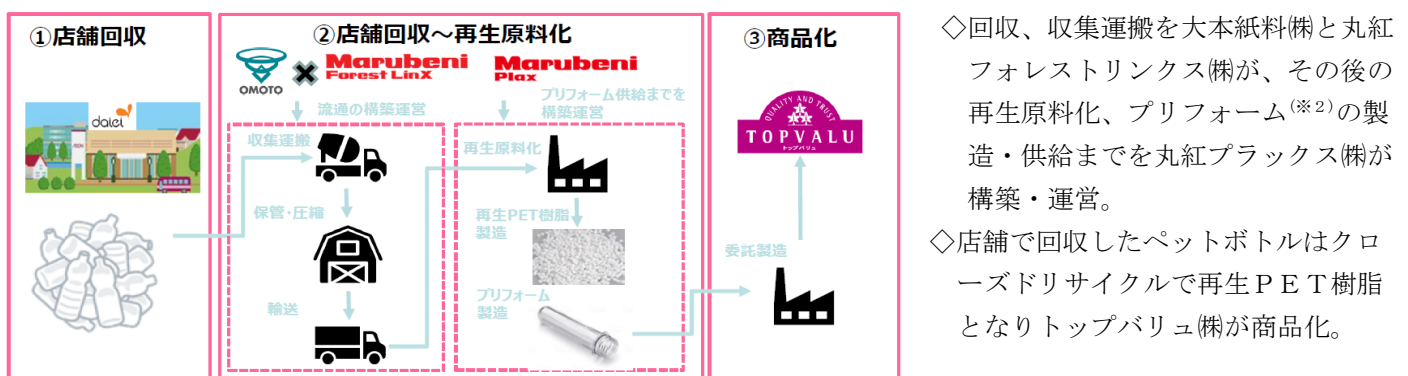 ①店舗回収
daiei
②店舗回収～再生原料化
OMOTO
Marubeni
Forest LinX
Marubeni
Plax
流通の構築運営
プリフォーム供給までを
構築運営
収集運搬
保管・圧縮
輸送
再生原料化
再生PET樹脂
製造
プリフォーム
製造
③商品化
QUALITY AND TRUST
TOPVALU
トップバリュ
委託製造
◇回収、収集運搬を大本紙料㈱と丸紅
フォレストリンクス㈱が、その後の
再生原料化、プリフォーム(※2)の製
造・供給までを丸紅プラックス㈱が
構築・運営。
◇店舗で回収したペットボトルはクロ
ーズドリサイクルで再生ＰＥＴ樹脂
となりトップバリュ㈱が商品化。